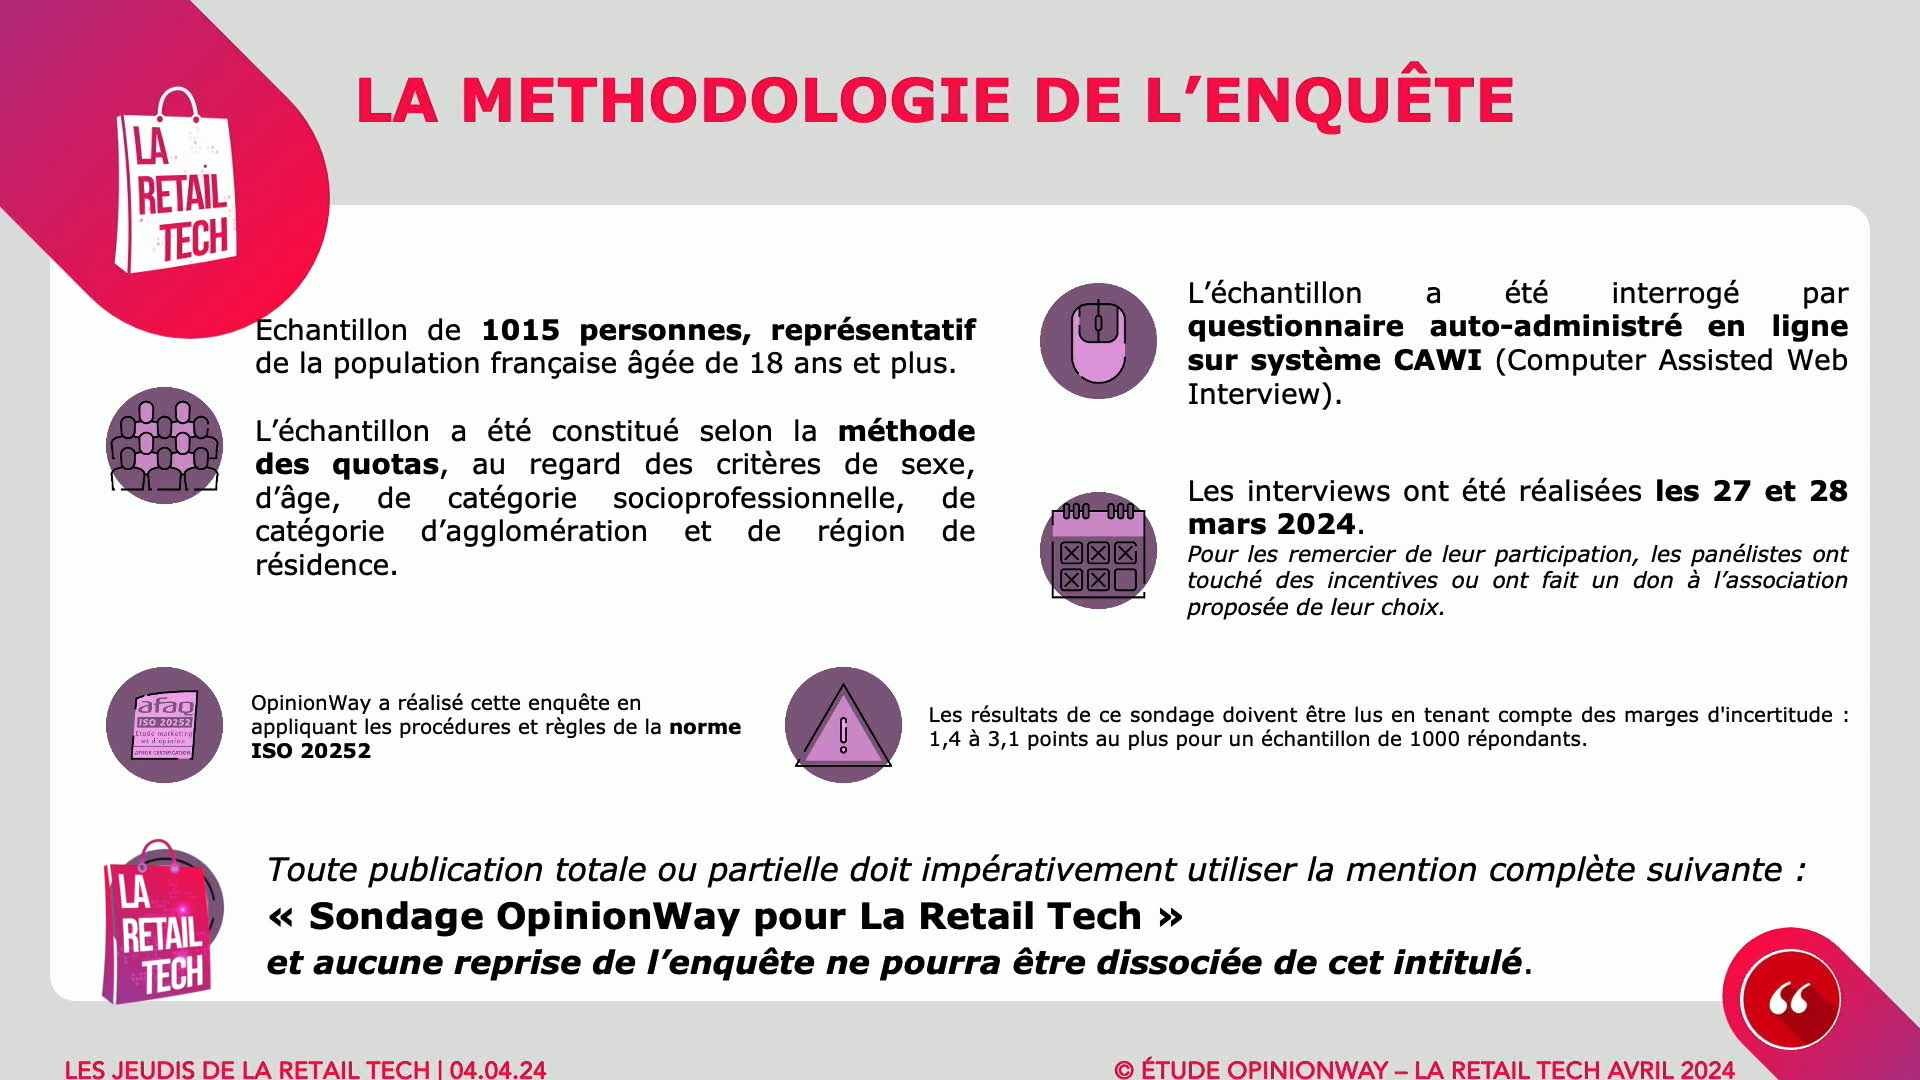 LA METHODOLOGIE DE L’ENQUÊTE
LA
RETAIL
TECH
Echantillon de 1015 personnes, représentatif
de la population française âgée de 18 ans et plus.
L’échantillon a été constitué selon la méthode
des quotas, au regard des critères de sexe,
d’âge, de catégorie socioprofessionnelle, de
catégorie d’agglomération et de région de
résidence.
L’échantillon a été interrogé par
questionnaire auto-administré en ligne
sur système CAWI (Computer Assisted Web
Interview).
Les interviews ont été réalisées les 27 et 28
mars 2024.
Pour les remercier de leur participation, les panélistes ont
touché des incentives ou ont fait un don à l’association
proposée de leur choix.
afaq
ISO 20252
Etude marketing
et d'opinion
AFNOR CERTIFICATION
OpinionWay a réalisé cette enquête en
appliquant les procédures et règles de la norme
ISO 20252
Les résultats de ce sondage doivent être lus en tenant compte des marges d'incertitude :
1,4 à 3,1 points au plus pour un échantillon de 1000 répondants.
LA
RETAIL
TECH
Toute publication totale ou partielle doit impérativement utiliser la mention complète suivante :
« Sondage OpinionWay pour La Retail Tech »
et aucune reprise de l’enquête ne pourra être dissociée de cet intitulé.
LES JEUDIS DE LA RETAIL TECH | 04.04.24
© ÉTUDE OPINIONWAY – LA RETAIL TECH AVRIL 2024